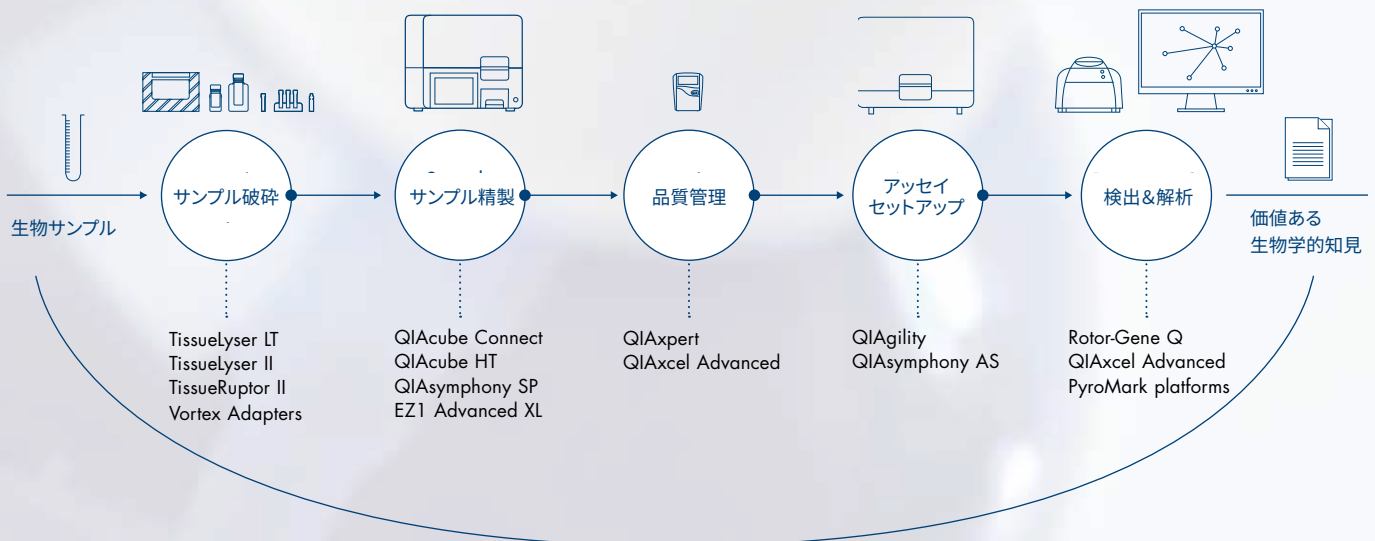 生物サンプル
サンプル破砕
サンプル精製
品質管理
アッセイ
セットアップ
検出&解析
価値ある
生物学的知見
TissueLyser LT
TissueLyser II
TissueRuptor II
Vortex Adapters
QIAcube Connect
QIAcube HT
QIAsymphony SP
EZ1 Advanced XL
QIAxpert
QIAxcel Advanced
QIAgility
QIAsymphony AS
Rotor-Gene Q
QIAxcel Advanced
PyroMark platforms